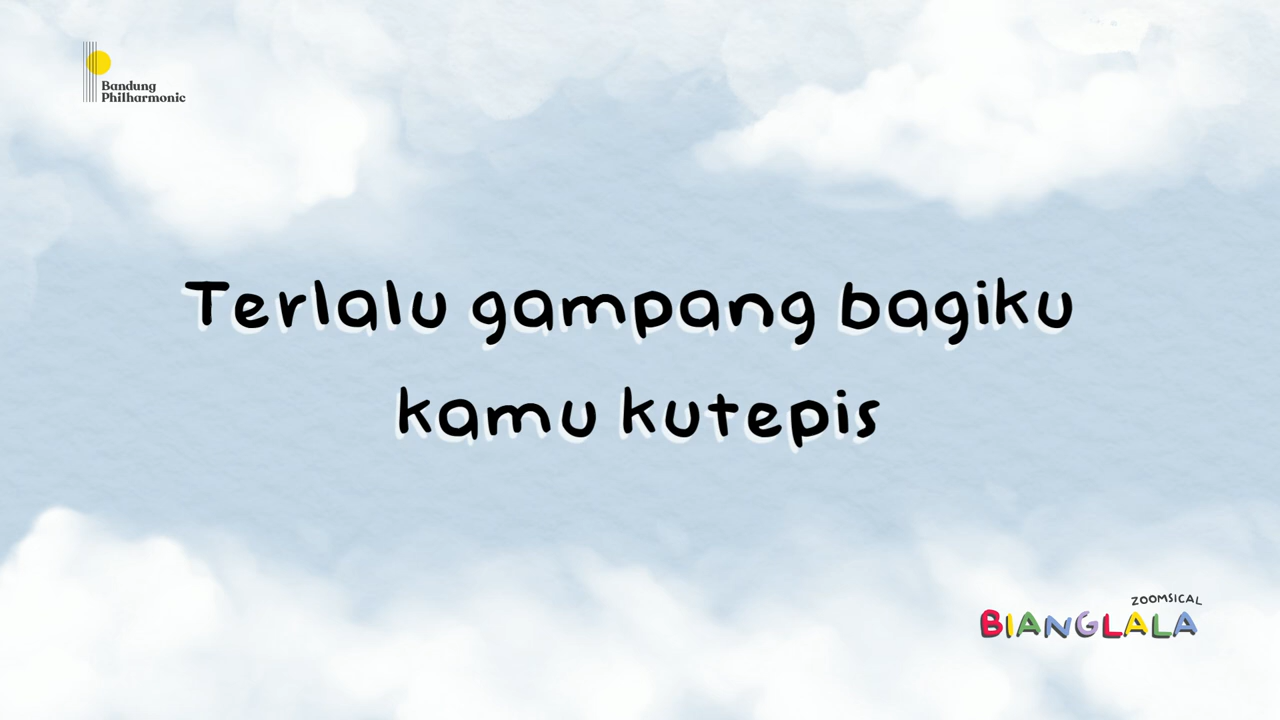 Bandung
Philharmonic
Terlalu gampang bagiku
kamu kutepis
ZOOMSICAL
BIANGLALA